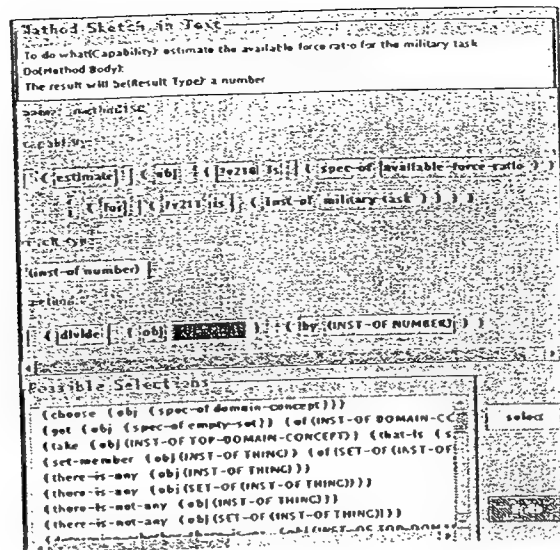 Method Sketch in Text
To do what(Capability): estimate the available force ratio for the military task
Do(Method Body):
The result will be(Result Type): a number
name:
capability:
( estimate ( obj ( ?v210 is ( spec-of available-force-ratio ) )
( for ( ?v211 is ( inst-of military-task ) ) ) )
result-type:
(inst-of number)
method:
( divide ( obj ) ( by (INST-OF NUMBER) ) )
Possible Selections
(choose (obj (spec-of domain-concept)))
(got (obj (spec-of empty-set)) (of(INST-OF DOMAIN-CC
(take (obj(INST-OF TOP-DOMAIN-CONCEPT)) (that-is ( s
(set-member (obj(INST-OF THING)) (of(SET-OF(INST-OF
(there-is-any (obj(INST-OF THING)))
(there-is-any (obj(SET-OF(INST-OF THING))))
(there-is-not-any (obj(INST-OF THING)))
(there-is-not-any (obj(SET-OF(INST-OF THING))))
select